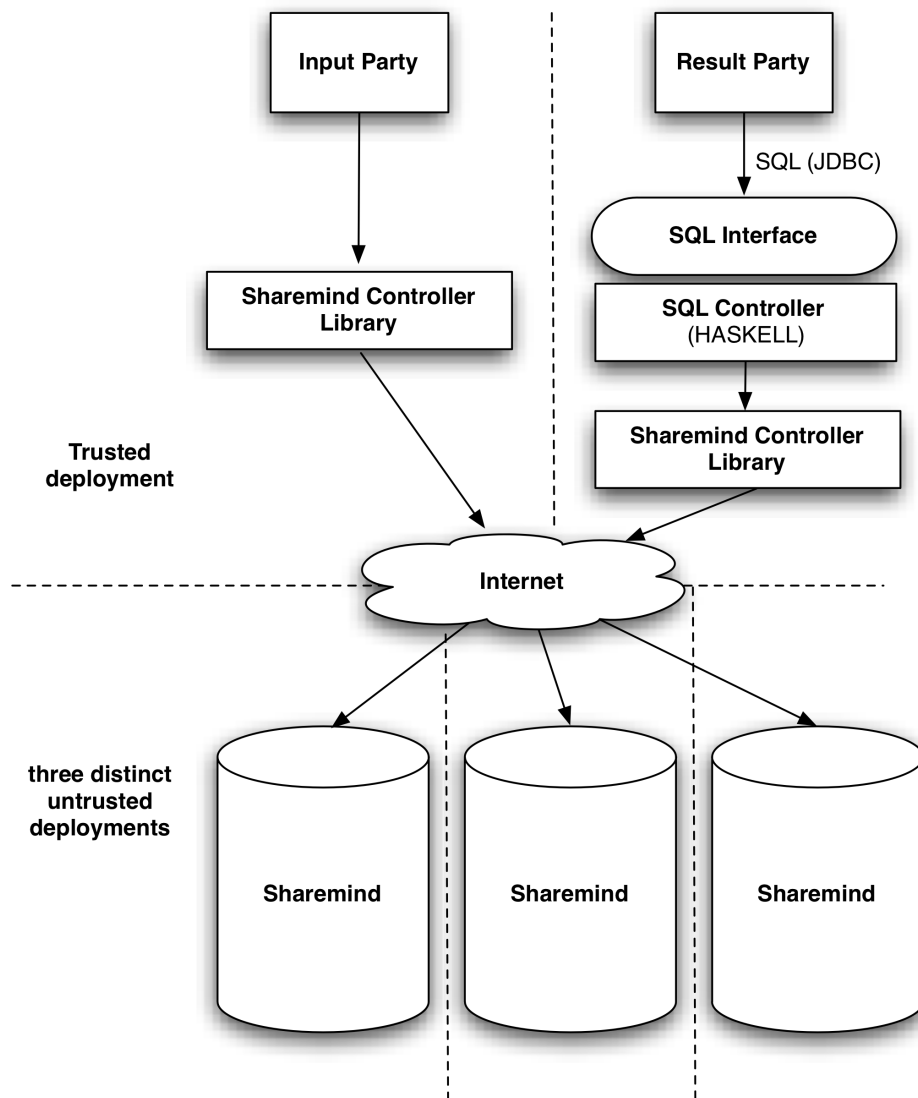 Input Party
Result Party
SQL (JDBC)
SQL Interface
Sharemind Controller
Library
SQL Controller
(HASKELL)
Sharemind Controller
Library
Trusted
deployment
Internet
three distinct
untrusted
deployments
Sharemind
Sharemind
Sharemind